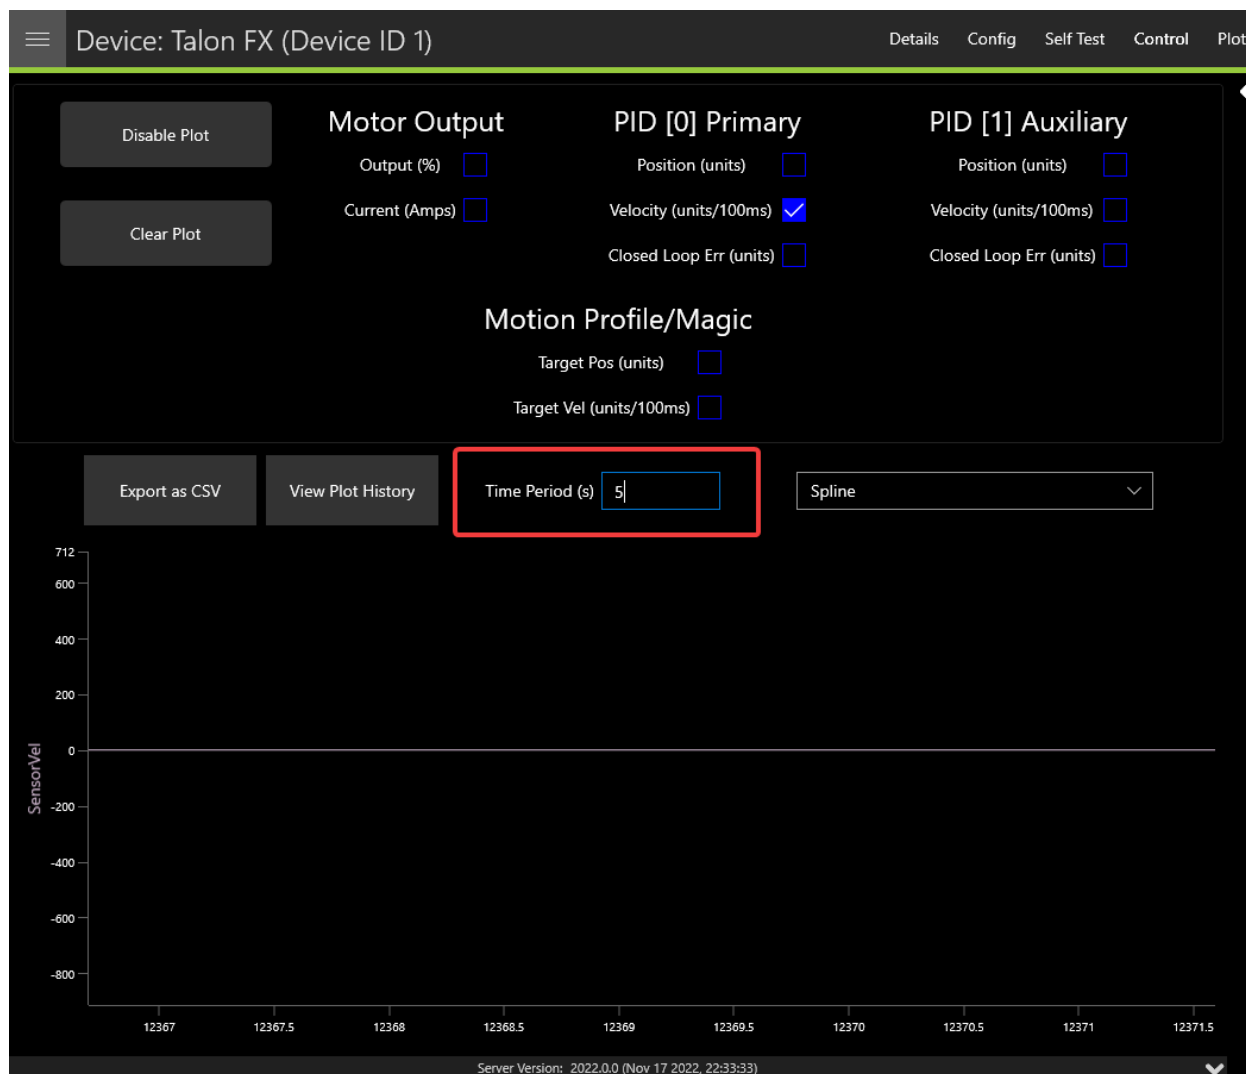 Device: Talon FX (Device ID 1)
Details Config Self Test Control Plot
Disable Plot
Clear Plot
Motor Output
Output (%)
Current (Amps)
PID [0] Primary
Position (units)
Velocity (units/100ms)
Closed Loop Err (units)
PID [1] Auxiliary
Position (units)
Velocity (units/100ms)
Closed Loop Err (units)
Motion Profile/Magic
Target Pos (units)
Target Vel (units/100ms)
Export as CSV
View Plot History
Time Period (s) 5
Spline
SensorVel
712
600
400
200
0
-200
-400
-600
-800
12367 12367.5 12368 12368.5 12369 12369.5 12370 12370.5 12371 12371.5
Server Version: 2022.0.0 (Nov 17 2022, 22:33:33)